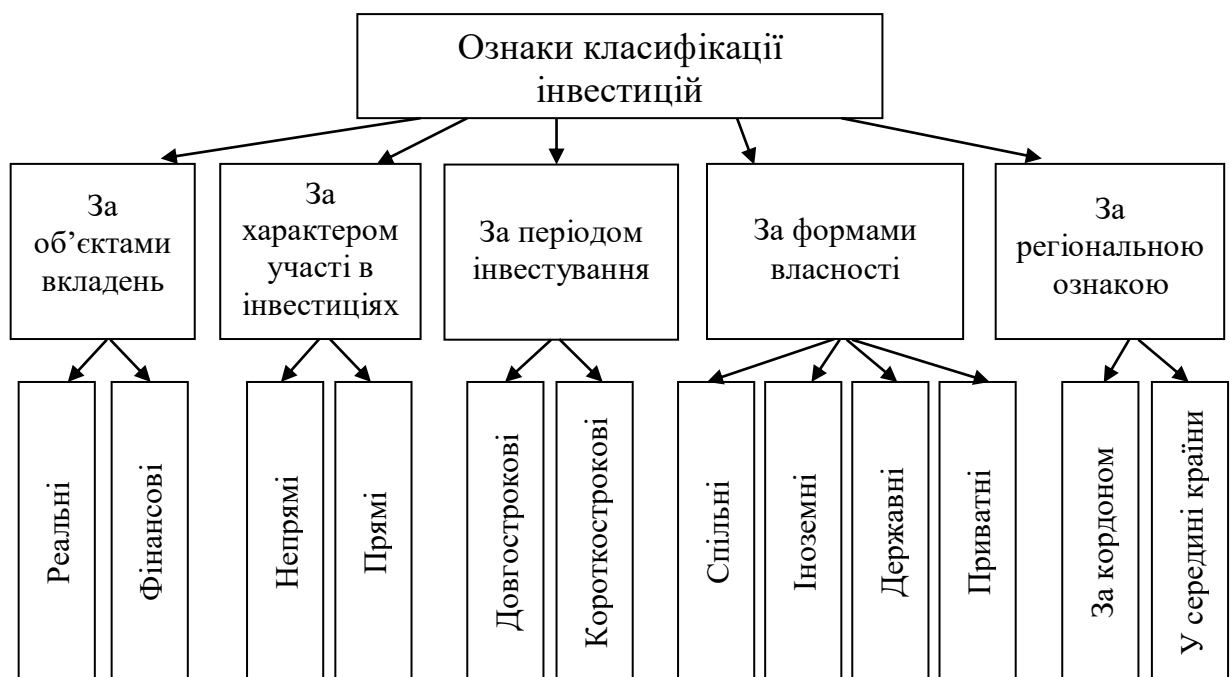 Ознаки класифікації
інвестицій
За
об’єктами
вкладень
За
характером
участі в
інвестиціях
За періодом
інвестування
За формами
власності
За
регіональною
ознакою
Реальні
Фінансові
Непрямі
Прямі
Довгострокові
Короткострокові
Спільні
Іноземні
Державні
Приватні
За кордоном
У середині країни